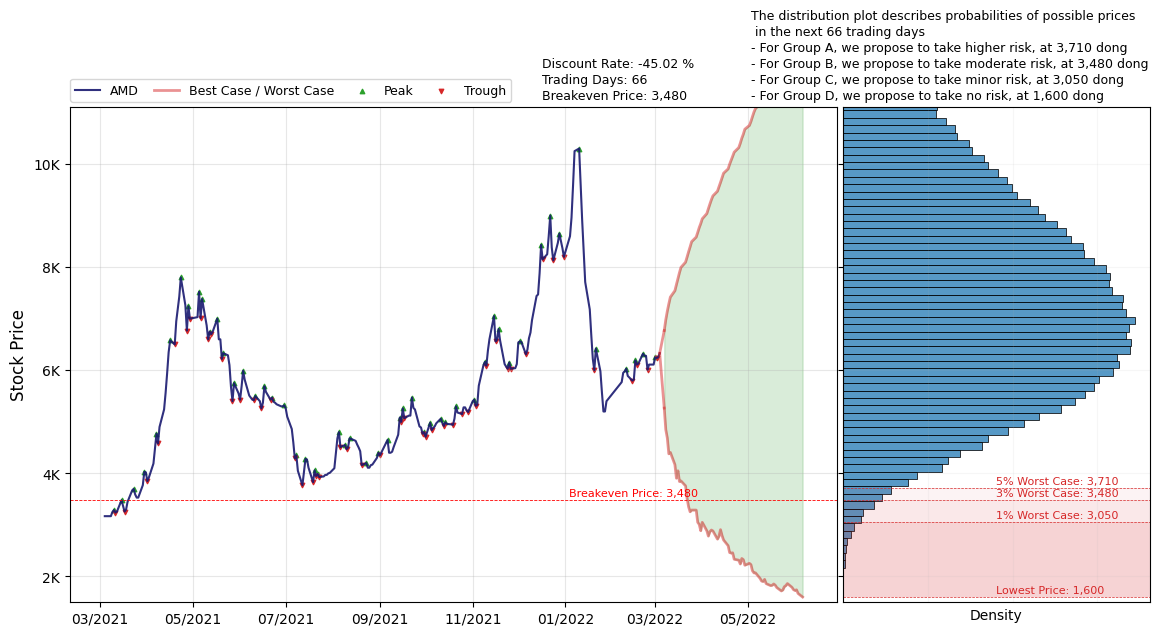 The distribution plot describes probabilities of possible prices
in the next 66 trading days
- For Group A, we propose to take higher risk, at 3,710 dong
- For Group B, we propose to take moderate risk, at 3,480 dong
- For Group C, we propose to take minor risk, at 3,050 dong
- For Group D, we propose to take no risk, at 1,600 dong
Discount Rate: -45.02 %
Trading Days: 66
Breakeven Price: 3,480
AMD
Best Case / Worst Case
Peak
Trough
Stock Price
10K
8K
6K
4K
2K
Breakeven Price: 3,480
5% Worst Case: 3,710
3% Worst Case: 3,480
1% Worst Case: 3,050
Lowest Price: 1,600
03/2021
05/2021
07/2021
09/2021
11/2021
01/2022
03/2022
05/2022
Density